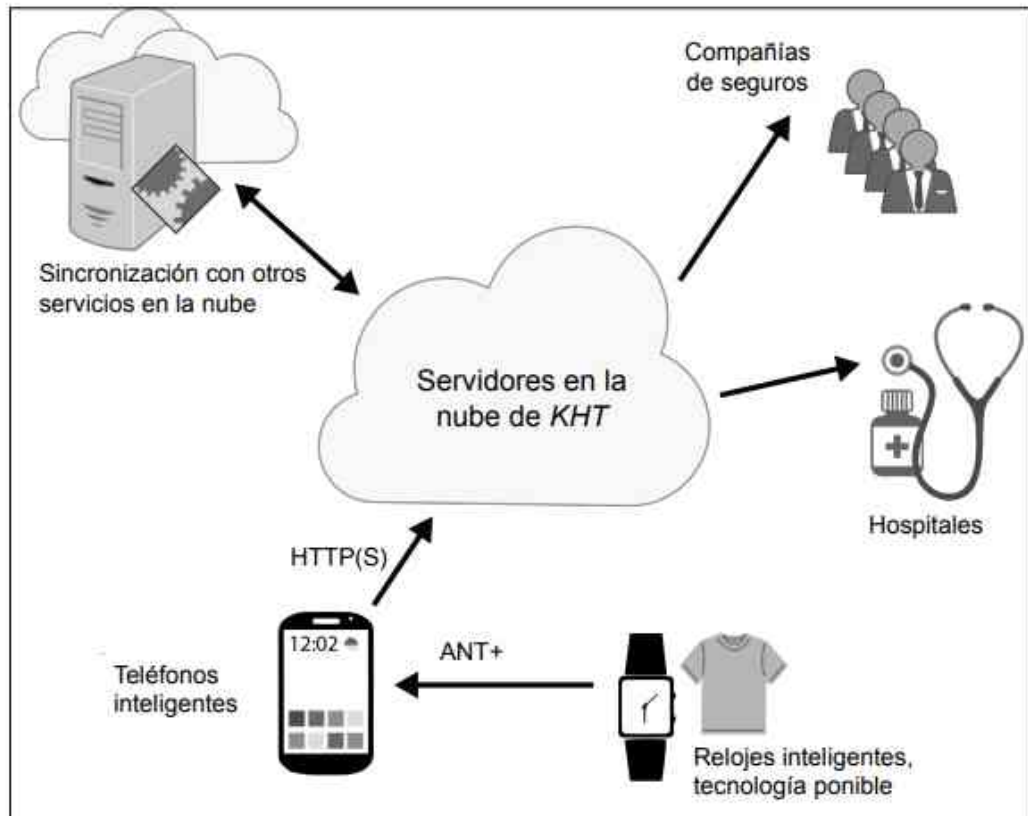 Compañías
de seguros
Sincronización con otros
servicios en la nube
Servidores en la
nube de KHT
Hospitales
HTTP(S)
12:02
ANT+
Teléfonos
inteligentes
Relojes inteligentes,
tecnología ponible